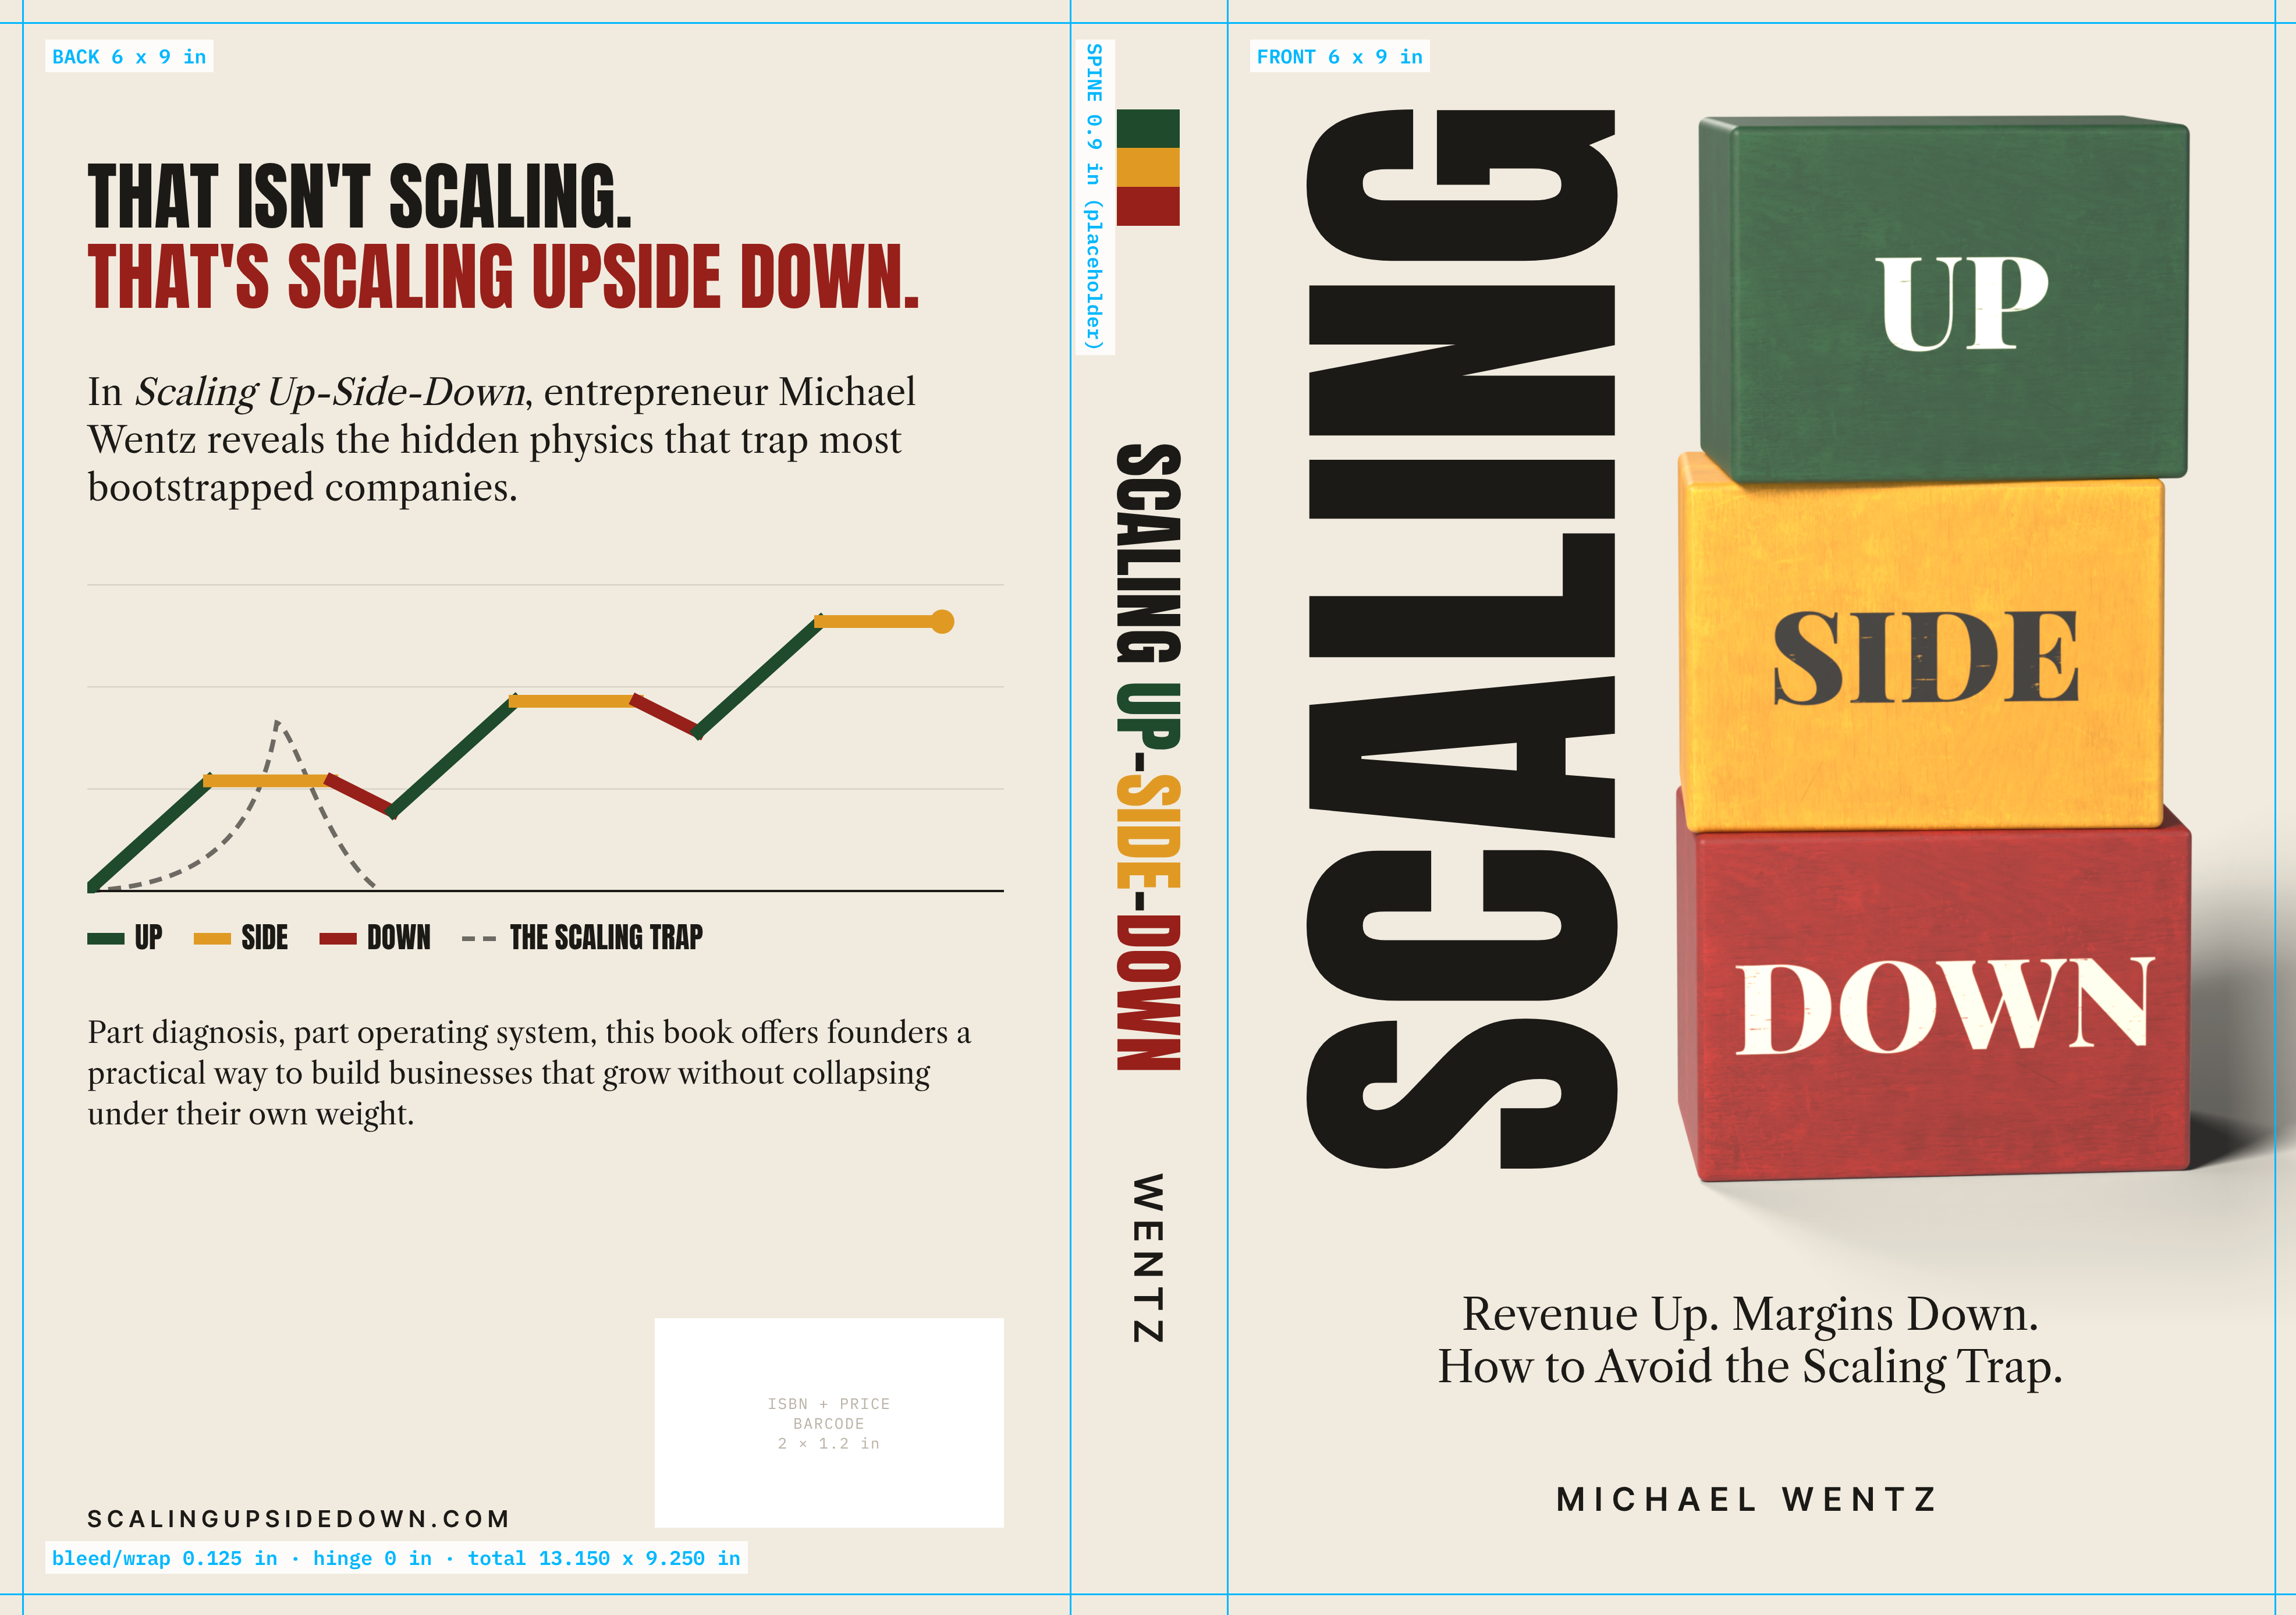 BACK 6 x 9 in
THAT ISN'T SCALING.
THAT'S SCALING UPSIDE DOWN.
In Scaling Up-Side-Down, entrepreneur Michael
Wentz reveals the hidden physics that trap most
bootstrapped companies.
UP
SIDE
DOWN
THE SCALING TRAP
Part diagnosis, part operating system, this book offers founders a
practical way to build businesses that grow without collapsing
under their own weight.
ISBN + PRICE
BARCODE
2 × 1.2 in
SCALINGUPSIDEDOWN.COM
bleed/wrap 0.125 in · hinge 0 in · total 13.150 x 9.250 in
SPINE 0.9 in (placeholder)
SCALING UP-SIDE-DOWN
WENTZ
FRONT 6 x 9 in
SCALING
UP
SIDE
DOWN
Revenue Up. Margins Down.
How to Avoid the Scaling Trap.
MICHAEL WENTZ